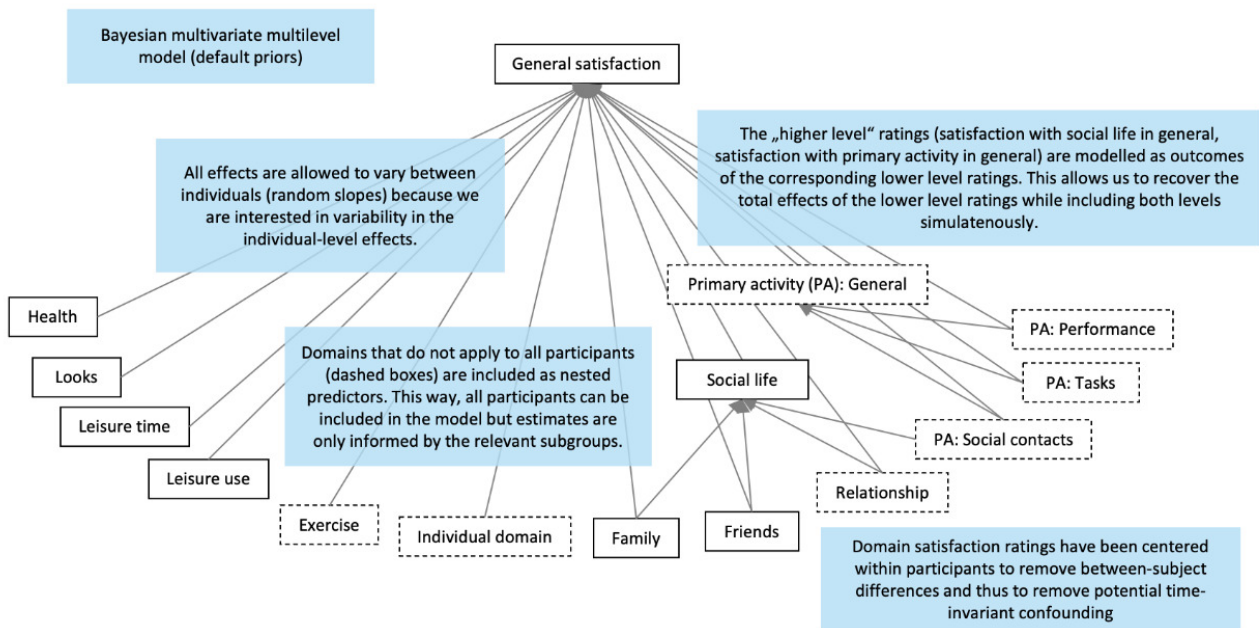 Bayesian multivariate multilevel
model (default priors)
General satisfaction
All effects are allowed to vary between
individuals (random slopes) because we
are interested in variability in the
individual-level effects.
The „higher level“ ratings (satisfaction with social life in general,
satisfaction with primary activity in general) are modelled as outcomes
of the corresponding lower level ratings. This allows us to recover the
total effects of the lower level ratings while including both levels
simulatenously.
Primary activity (PA): General
Health
PA: Performance
Looks
Domains that do not apply to all participants
(dashed boxes) are included as nested
predictors. This way, all participants can be
included in the model but estimates are
only informed by the relevant subgroups.
Social life
PA: Tasks
Leisure time
PA: Social contacts
Leisure use
Relationship
Exercise
Individual domain
Family
Friends
Domain satisfaction ratings have been centered
within participants to remove between-subject
differences and thus to remove potential time-
invariant confounding